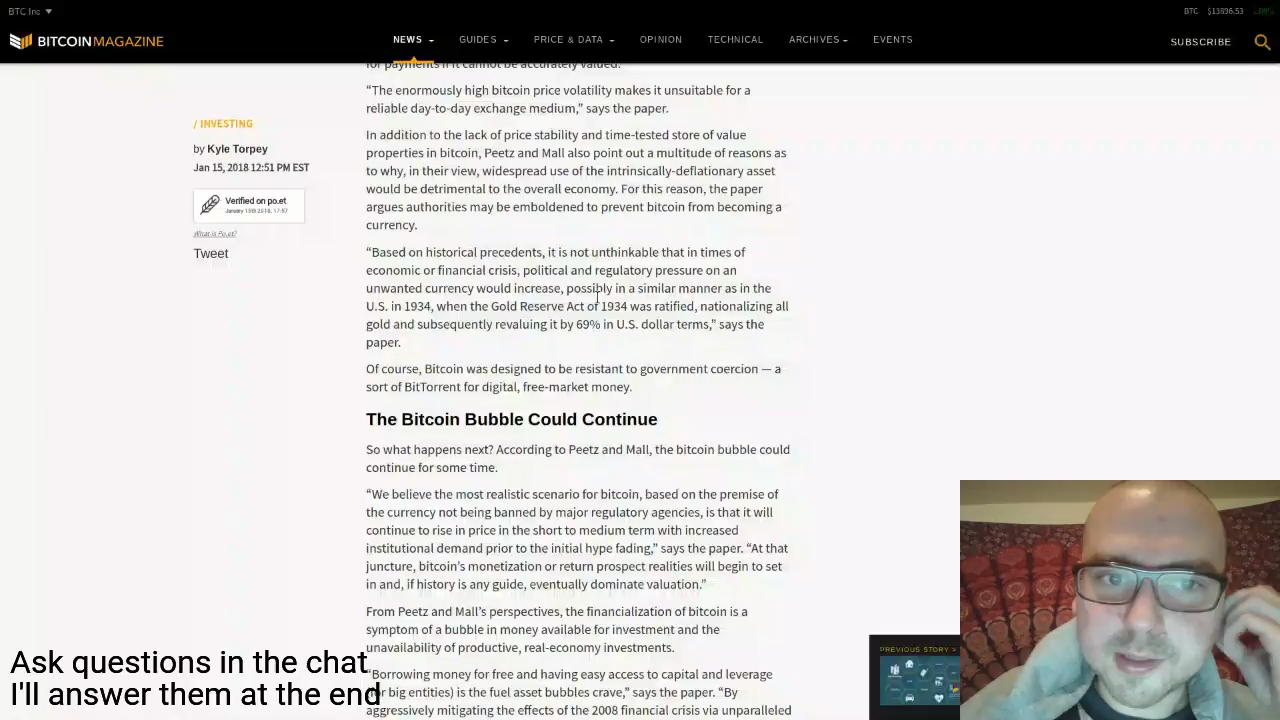 BTC Inc ▼
BTC $13896.53
BITCOINMAGAZINE
NEWS GUIDES PRICE & DATA OPINION TECHNICAL ARCHIVES EVENTS
SUBSCRIBE
for payments if it cannot be accurately valued.
“The enormously high bitcoin price volatility makes it unsuitable for a
reliable day-to-day exchange medium,” says the paper.
/ INVESTING
by Kyle Torpey
Jan 15, 2018 12:51 PM EST
Verified on po.et
January 15th 2018, 17:57
What is Po.et?
Tweet
In addition to the lack of price stability and time-tested store of value
properties in bitcoin, Peetz and Mall also point out a multitude of reasons as
to why, in their view, widespread use of the intrinsically-deflationary asset
would be detrimental to the overall economy. For this reason, the paper
argues authorities may be emboldened to prevent bitcoin from becoming a
currency.
“Based on historical precedents, it is not unthinkable that in times of
economic or financial crisis, political and regulatory pressure on an
unwanted currency would increase, possibly in a similar manner as in the
U.S. in 1934, when the Gold Reserve Act of 1934 was ratified, nationalizing all
gold and subsequently revaluing it by 69% in U.S. dollar terms,” says the
paper.
Of course, Bitcoin was designed to be resistant to government coercion — a
sort of BitTorrent for digital, free-market money.
The Bitcoin Bubble Could Continue
So what happens next? According to Peetz and Mall, the bitcoin bubble could
continue for some time.
“We believe the most realistic scenario for bitcoin, based on the premise of
the currency not being banned by major regulatory agencies, is that it will
continue to rise in price in the short to medium term with increased
institutional demand prior to the initial hype fading,” says the paper. “At that
juncture, bitcoin’s monetization or return prospect realities will begin to set
in and, if history is any guide, eventually dominate valuation.”
From Peetz and Mall’s perspectives, the financialization of bitcoin is a
symptom of a bubble in money available for investment and the
unavailability of productive, real-economy investments.
“Borrowing money for free and having easy access to capital and leverage
for big entities) is the fuel asset bubbles crave,” says the paper. “By
aggressively mitigating the effects of the 2008 financial crisis via unparalleled
PREVIOUS STORY >
Ask questions in the chat
I'll answer them at the end